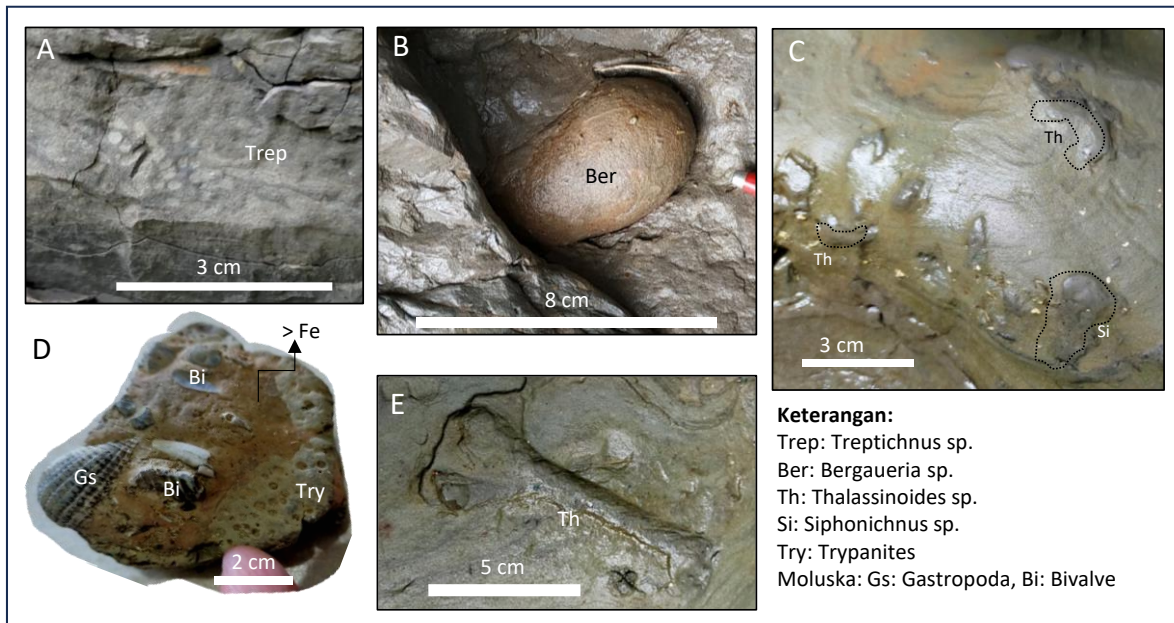 A
Trep
3 cm
B
Ber
8 cm
C
Th
Th
Si
3 cm
D
> Fe
Bi
Gs
Bi
Try
2 cm
E
Th
5 cm
Keterangan:
Trep: Treptichnus sp.
Ber: Bergaueria sp.
Th: Thalassinoides sp.
Si: Siphonichnus sp.
Try: Trypanites
Moluska: Gs: Gastropoda, Bi: Bivalve